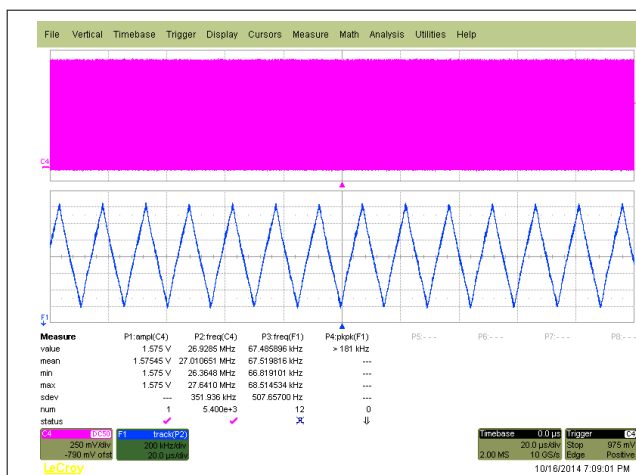 File Vertical Timebase Trigger Display Cursors Measure Math Analysis Utilities Help
C4
F1
Measure P1:ampl(C4) P2:freq(C4) P3:freq(F1) P4:pkpk(F1) P5:- - - P6:- - - P7:- - - P8:- - -
value 1.575 V 26.9285 MHz 67.485896 kHz > 181 kHz
mean 1.57545 V 27.010651 MHz 67.519816 kHz ---
min 1.575 V 26.3648 MHz 66.819101 kHz ---
max 1.575 V 27.6410 MHz 68.514534 kHz ---
sdev --- 351.936 kHz 507.65700 Hz ---
num 1 5.400e+3 12 0
status
C4 DC50 F1 track(P2) Timebase 0.0 µs Trigger C4
250 mV/div 200 kHz/div 20.0 µs/div Stop 975 mV
-790 mV ofst 20.0 µs/div 2.00 MS 10 GS/s Edge Positive
LeCroy 10/16/2014 7:09:01 PM